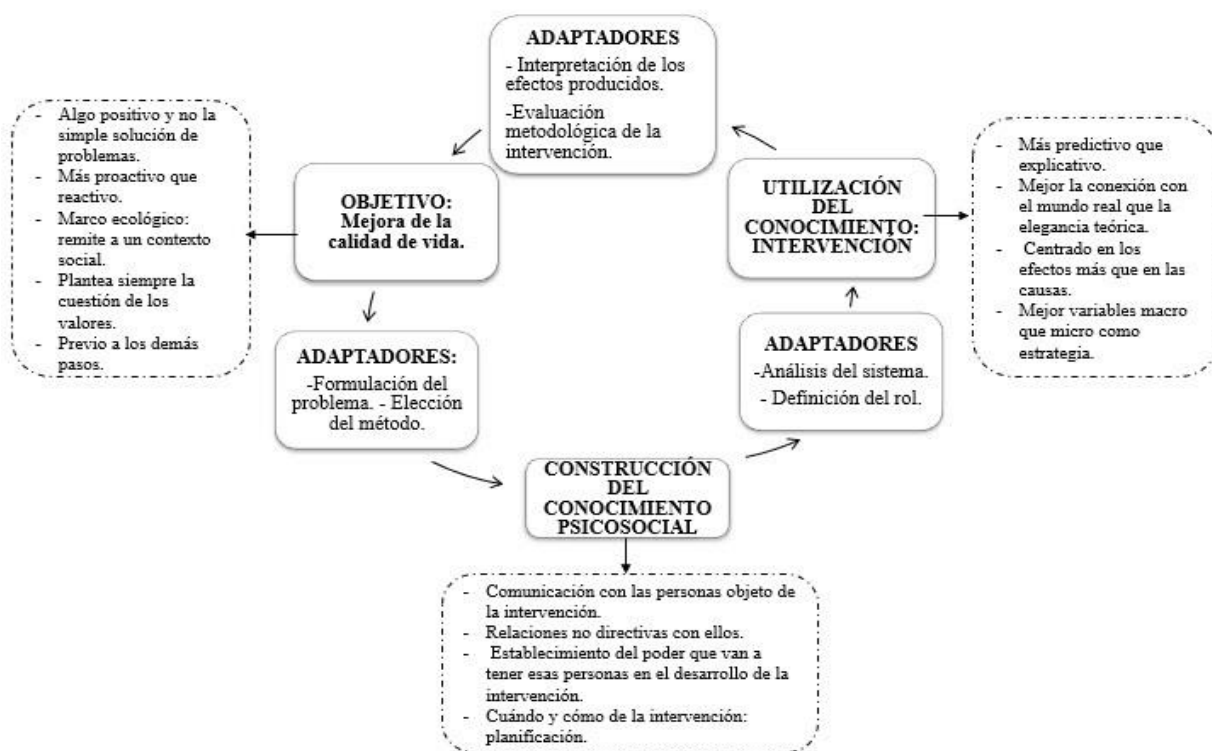 ADAPTADORES
- Interpretación de los
efectos producidos.
-Evaluación
metodológica de la
intervención.
- Algo positivo y no la
simple solución de
problemas.
- Más proactivo que
reactivo.
- Marco ecológico:
remite a un contexto
social.
- Plantea siempre la
cuestión de los
valores.
- Previo a los demás
pasos.
OBJETIVO:
Mejora de la
calidad de vida.
UTILIZACIÓN
DEL
CONOCIMIENTO:
INTERVENCIÓN
- Más predictivo que
explicativo.
- Mejor la conexión con
el mundo real que la
elegancia teórica.
- Centrado en los
efectos más que en las
causas.
- Mejor variables macro
que micro como
estrategia.
ADAPTADORES:
-Formulación del
problema. - Elección
del método.
ADAPTADORES
-Análisis del sistema.
- Definición del rol.
CONSTRUCCIÓN
DEL
CONOCIMIENTO
PSICOSOCIAL
- Comunicación con las personas objeto de
la intervención.
- Relaciones no directivas con ellos.
- Establecimiento del poder que van a
tener esas personas en el desarrollo de la
intervención.
- Cuándo y cómo de la intervención:
planificación.